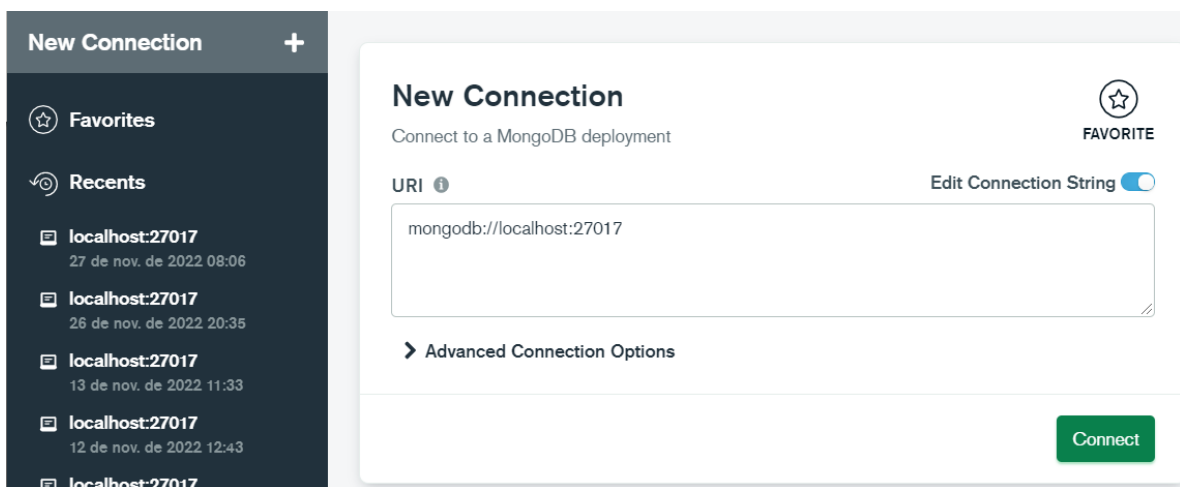 New Connection
Favorites
Recents
localhost:27017
27 de nov. de 2022 08:06
localhost:27017
26 de nov. de 2022 20:35
localhost:27017
13 de nov. de 2022 11:33
localhost:27017
12 de nov. de 2022 12:43
localhost:27017
New Connection
Connect to a MongoDB deployment
FAVORITE
URI
Edit Connection String
mongodb://localhost:27017
Advanced Connection Options
Connect